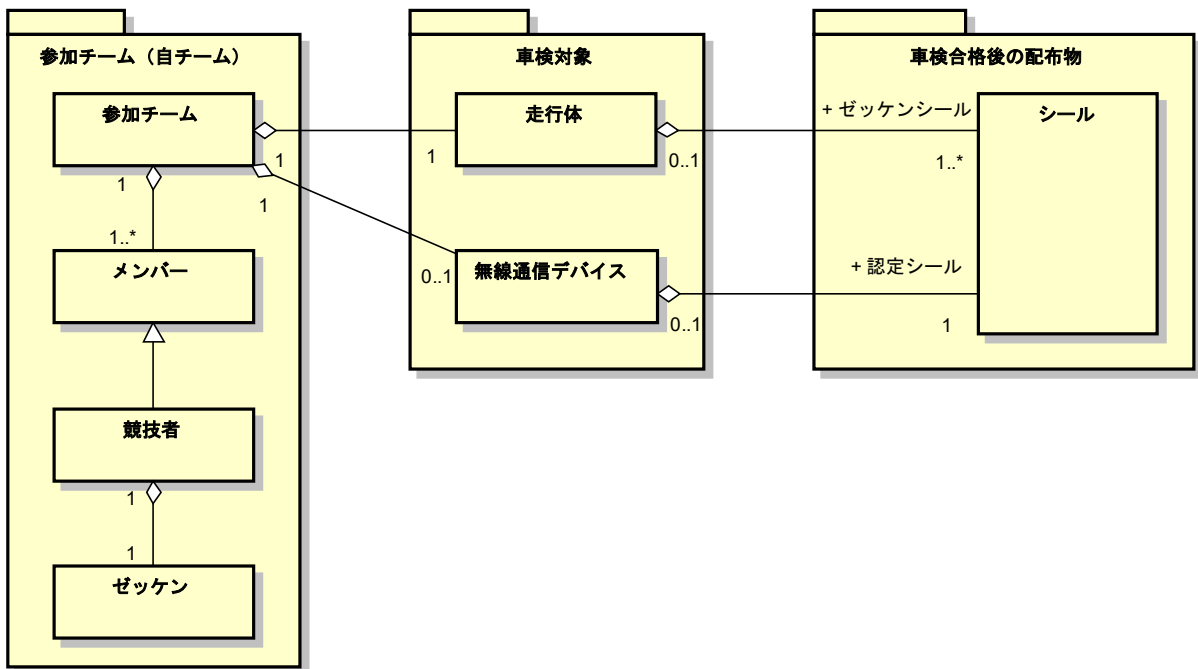 参加チーム（自チーム）
参加チーム
1
1
1
1..*
メンバー
競技者
1
1
ゼッケン
車検対象
1
走行体
0..1
0..1
無線通信デバイス
0..1
車検合格後の配布物
+ ゼッケンシール
1..*
シール
+ 認定シール
1